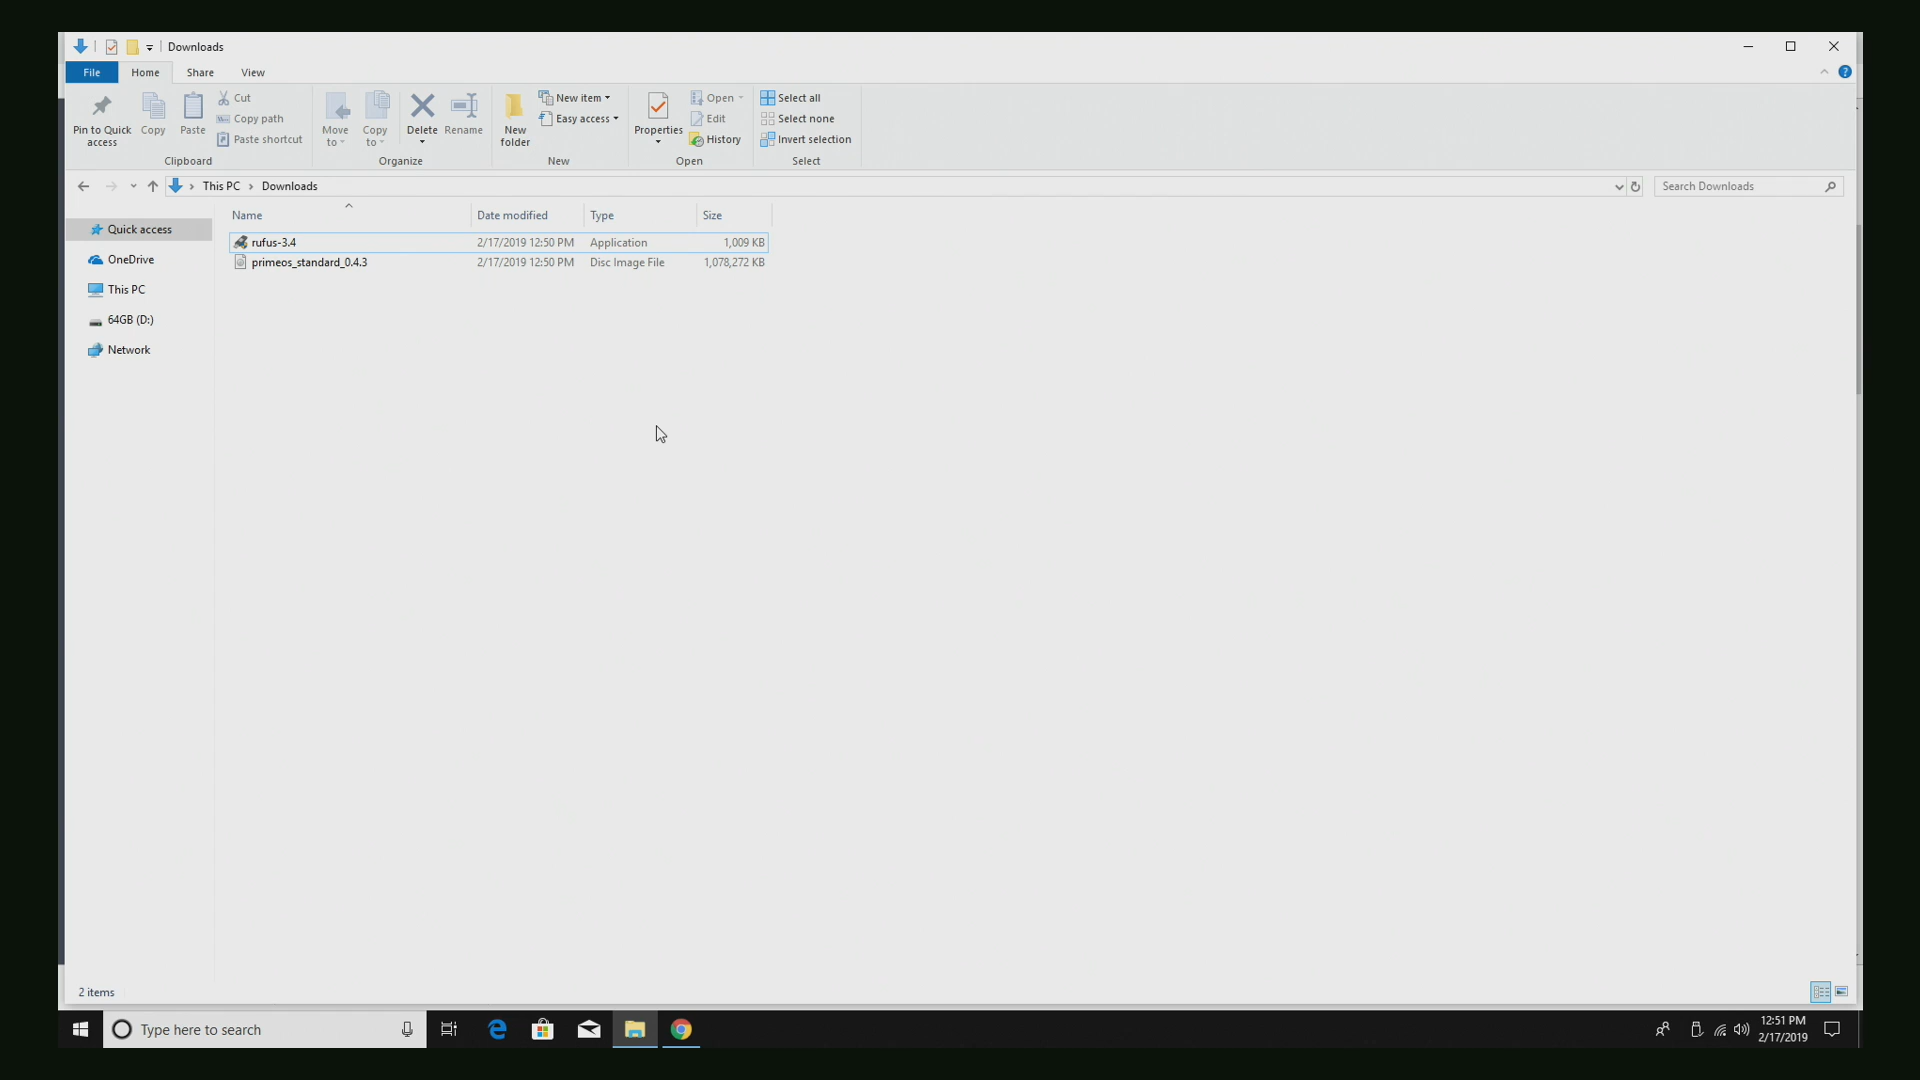 Downloads
File Home Share View
Pin to Quick access
Copy
Paste
Cut
Copy path
Paste shortcut
Clipboard
Move to
Copy to
Delete
Rename
Organize
New folder
New item
Easy access
New
Properties
Open
Edit
History
Open
Select all
Select none
Invert selection
Select
This PC > Downloads
Search Downloads
Name Date modified Type Size
rufus-3.4 2/17/2019 12:50 PM Application 1,009 KB
primeos_standard_0.4.3 2/17/2019 12:50 PM Disc Image File 1,078,272 KB
Quick access
OneDrive
This PC
64GB (D:)
Network
2 items
Type here to search
12:51 PM
2/17/2019